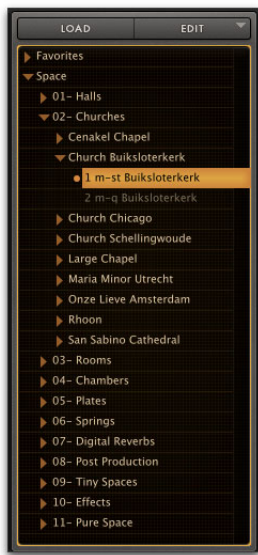 LOAD EDIT
Favorites
Space
01- Halls
02- Churches
Cenakel Chapel
Church Buiksloterkerk
1 m-st Buiksloterkerk
2 m-q Buiksloterkerk
Church Chicago
Church Schellingwoude
Large Chapel
Maria Minor Utrecht
Onze Lieve Amsterdam
Rhoon
San Sabino Cathedral
03- Rooms
04- Chambers
05- Plates
06- Springs
07- Digital Reverbs
08- Post Production
09- Tiny Spaces
10- Effects
11- Pure Space